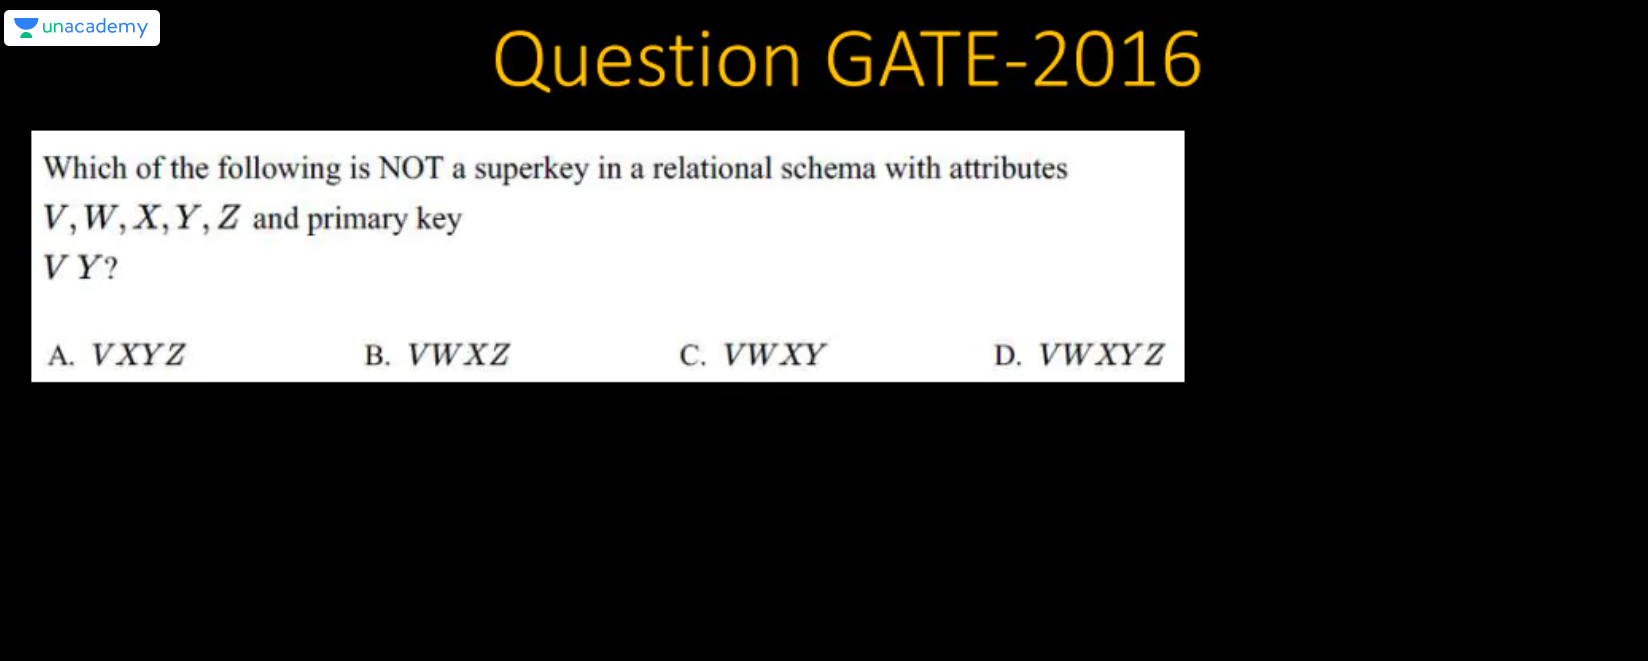 unacademy
Question GATE-2016
Which of the following is NOT a superkey in a relational schema with attributes
V, W, X, Y, Z and primary key
V Y?
A. VXYZ B. VWXZ C. VWXY D. VWXYZ